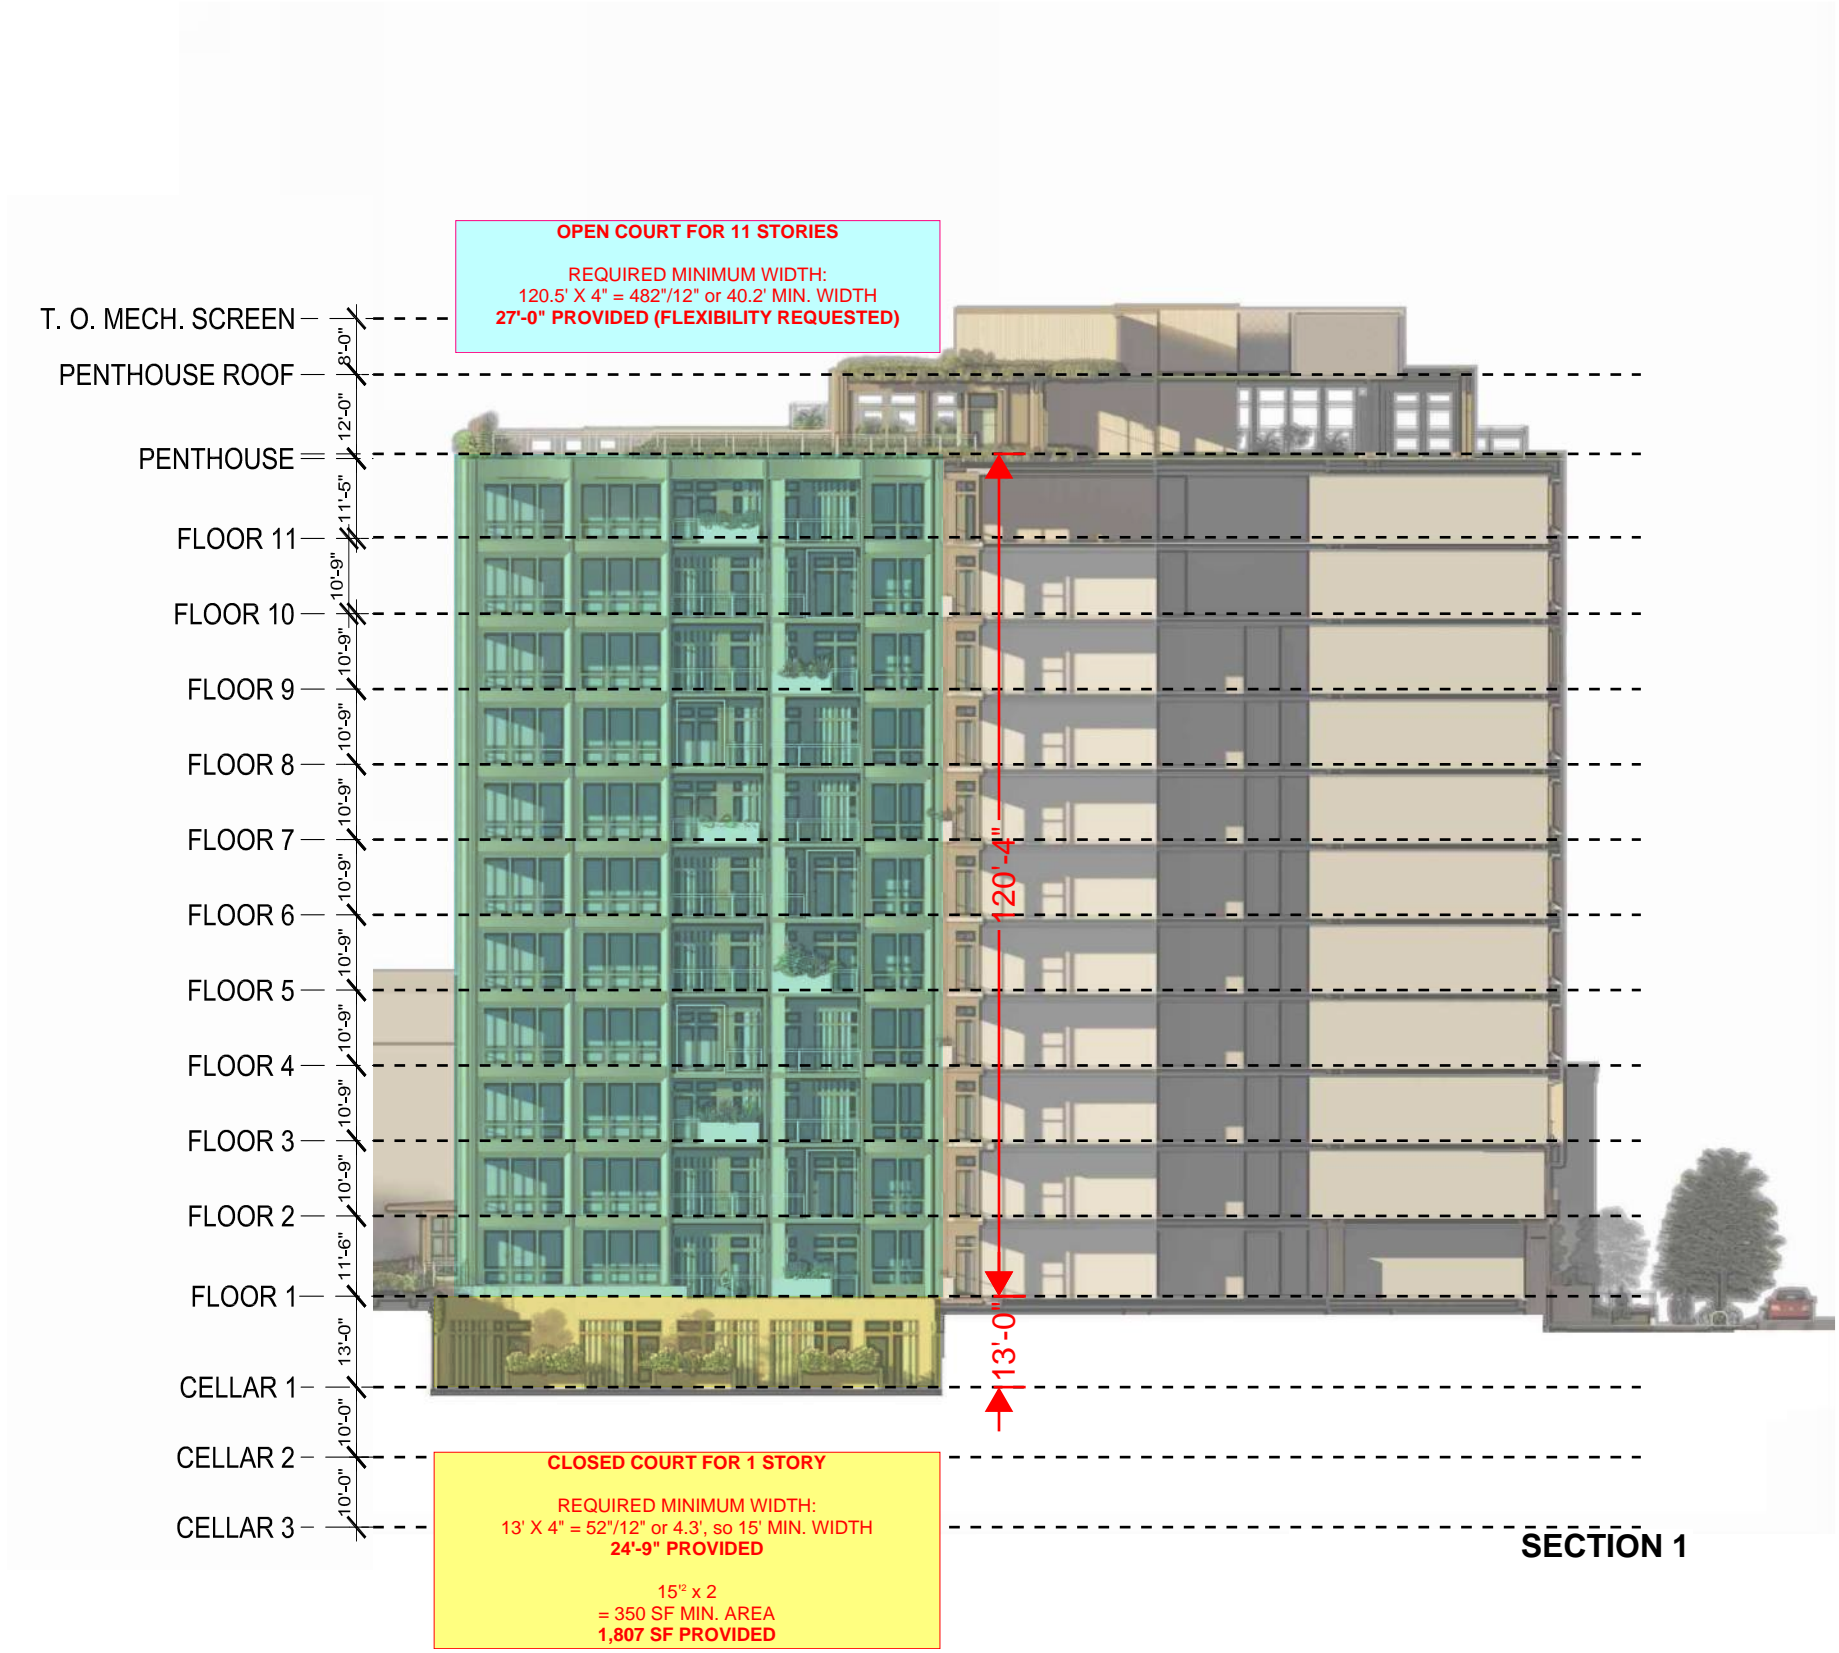 OPEN COURT FOR 11 STORIES
REQUIRED MINIMUM WIDTH:
120.5' X 4" = 482"/12" or 40.2' MIN. WIDTH
27'-0" PROVIDED (FLEXIBILITY REQUESTED)
T. O. MECH. SCREEN
8'-0"
PENTHOUSE ROOF
12'-0"
PENTHOUSE
11'-5"
FLOOR 11
10'-9"
FLOOR 10
10'-9"
FLOOR 9
10'-9"
FLOOR 8
10'-9"
FLOOR 7
10'-9"
FLOOR 6
10'-9"
FLOOR 5
10'-9"
FLOOR 4
10'-9"
FLOOR 3
10'-9"
FLOOR 2
11'-6"
FLOOR 1
13'-0"
CELLAR 1
10'-0"
CELLAR 2
10'-0"
CELLAR 3
120'-4"
13'-0"
CLOSED COURT FOR 1 STORY
REQUIRED MINIMUM WIDTH:
13' X 4" = 52"/12" or 4.3', so 15' MIN. WIDTH
24'-9" PROVIDED
15'² x 2
= 350 SF MIN. AREA
1,807 SF PROVIDED
SECTION 1